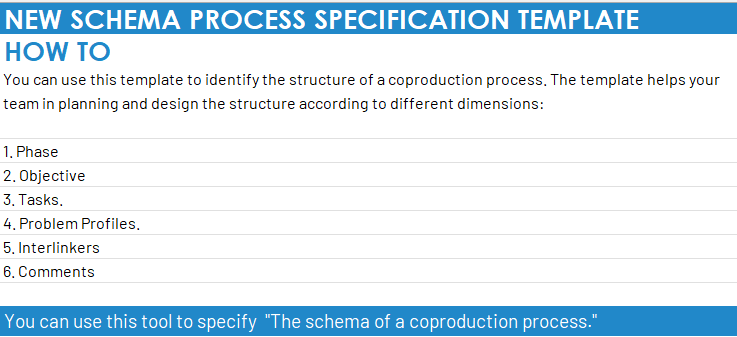 NEW SCHEMA PROCESS SPECIFICATION TEMPLATE
HOW TO
You can use this template to identify the structure of a coproduction process. The template helps your
team in planning and design the structure according to different dimensions:
1. Phase
2. Objective
3. Tasks.
4. Problem Profiles.
5. Interlinkers
6. Comments
You can use this tool to specify "The schema of a coproduction process."